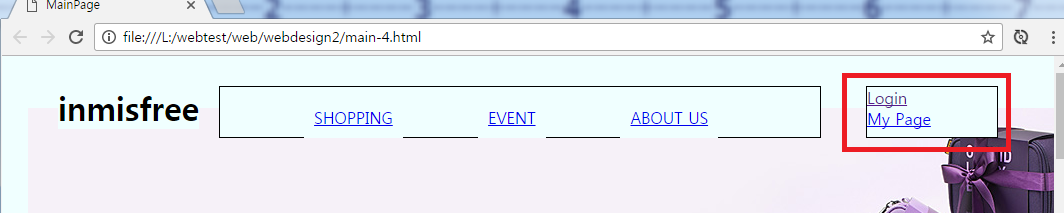 MainPage
file:///L:/webtest/web/webdesign2/main-4.html
inmisfree
SHOPPING EVENT ABOUT US
Login
My Page